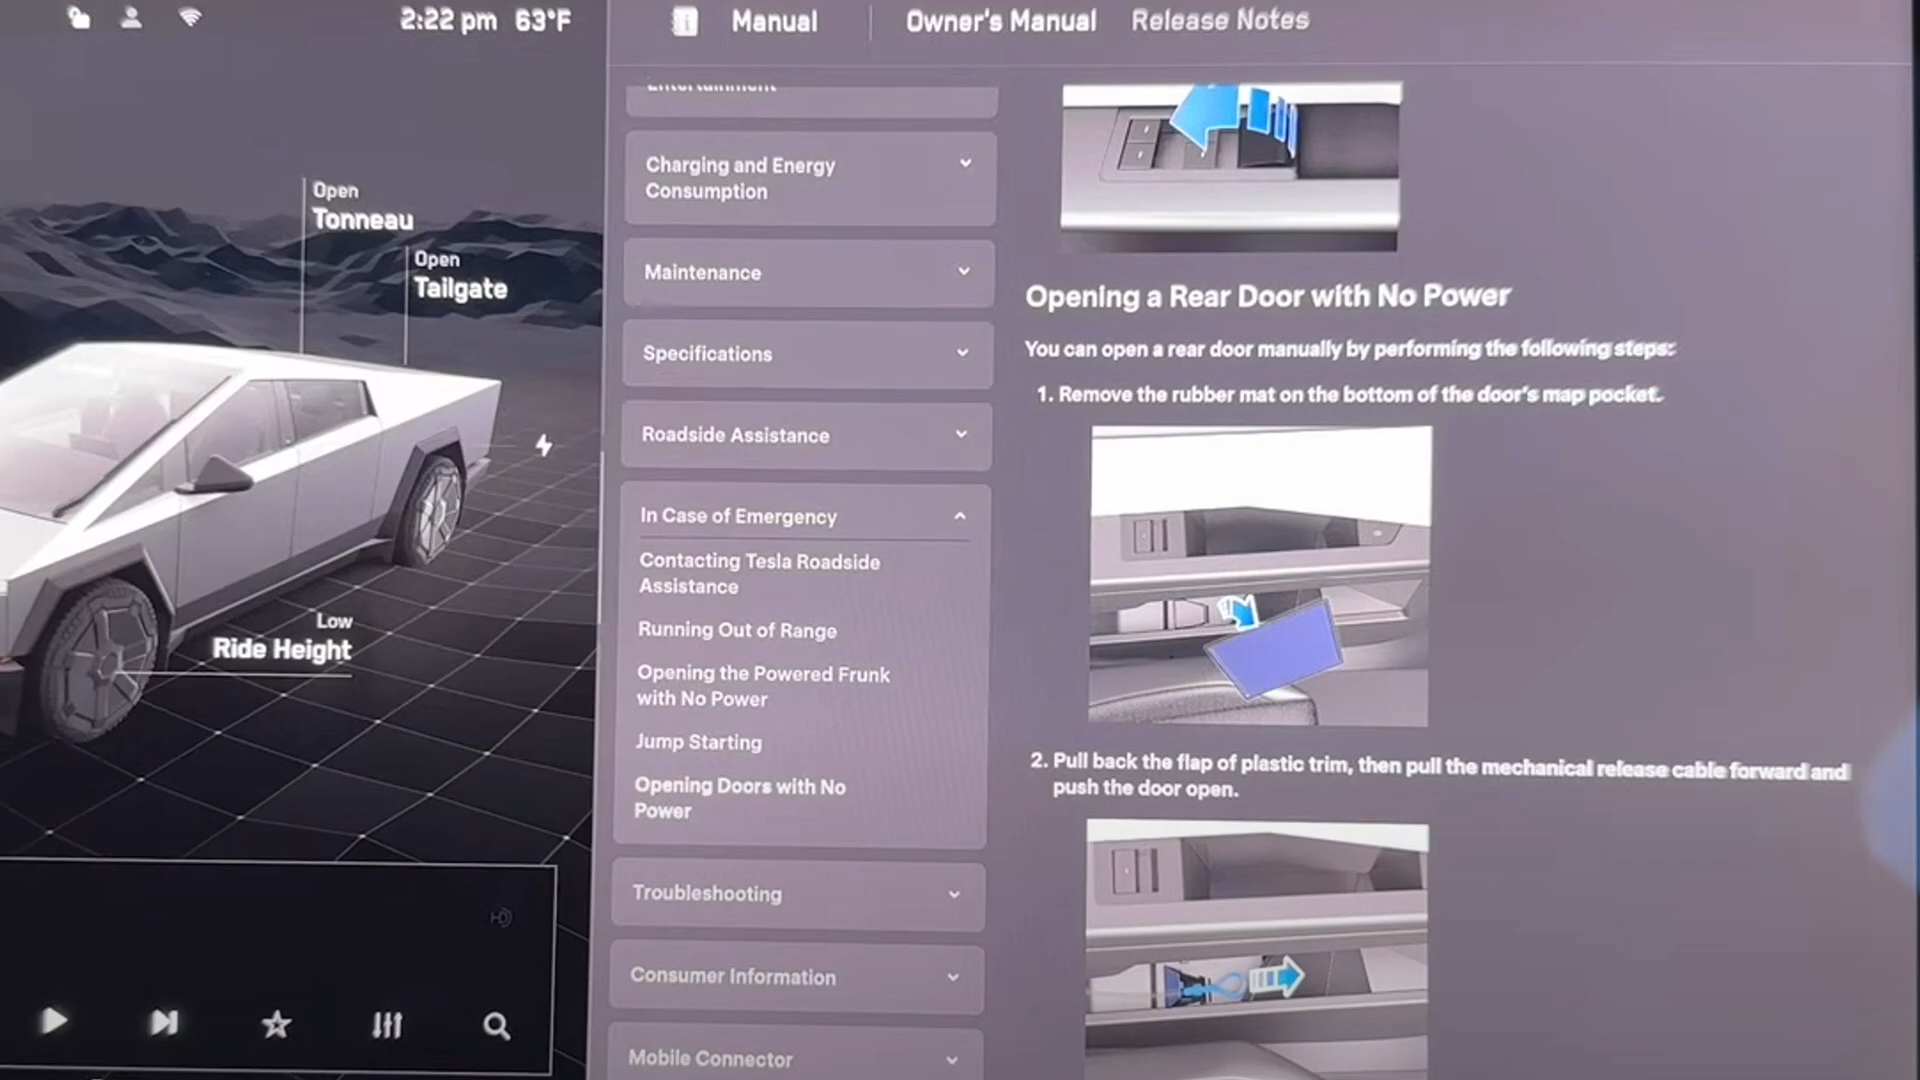 2:22 pm 63°F
Manual
Owner's Manual
Release Notes
Open
Tonneau
Open
Tailgate
Low
Ride Height
Entertainment
Charging and Energy
Consumption
Maintenance
Specifications
Roadside Assistance
In Case of Emergency
Contacting Tesla Roadside
Assistance
Running Out of Range
Opening the Powered Frunk
with No Power
Jump Starting
Opening Doors with No
Power
Troubleshooting
Consumer Information
Mobile Connector
Opening a Rear Door with No Power
You can open a rear door manually by performing the following steps:
1. Remove the rubber mat on the bottom of the door's map pocket.
2. Pull back the flap of plastic trim, then pull the mechanical release cable forward and
push the door open.